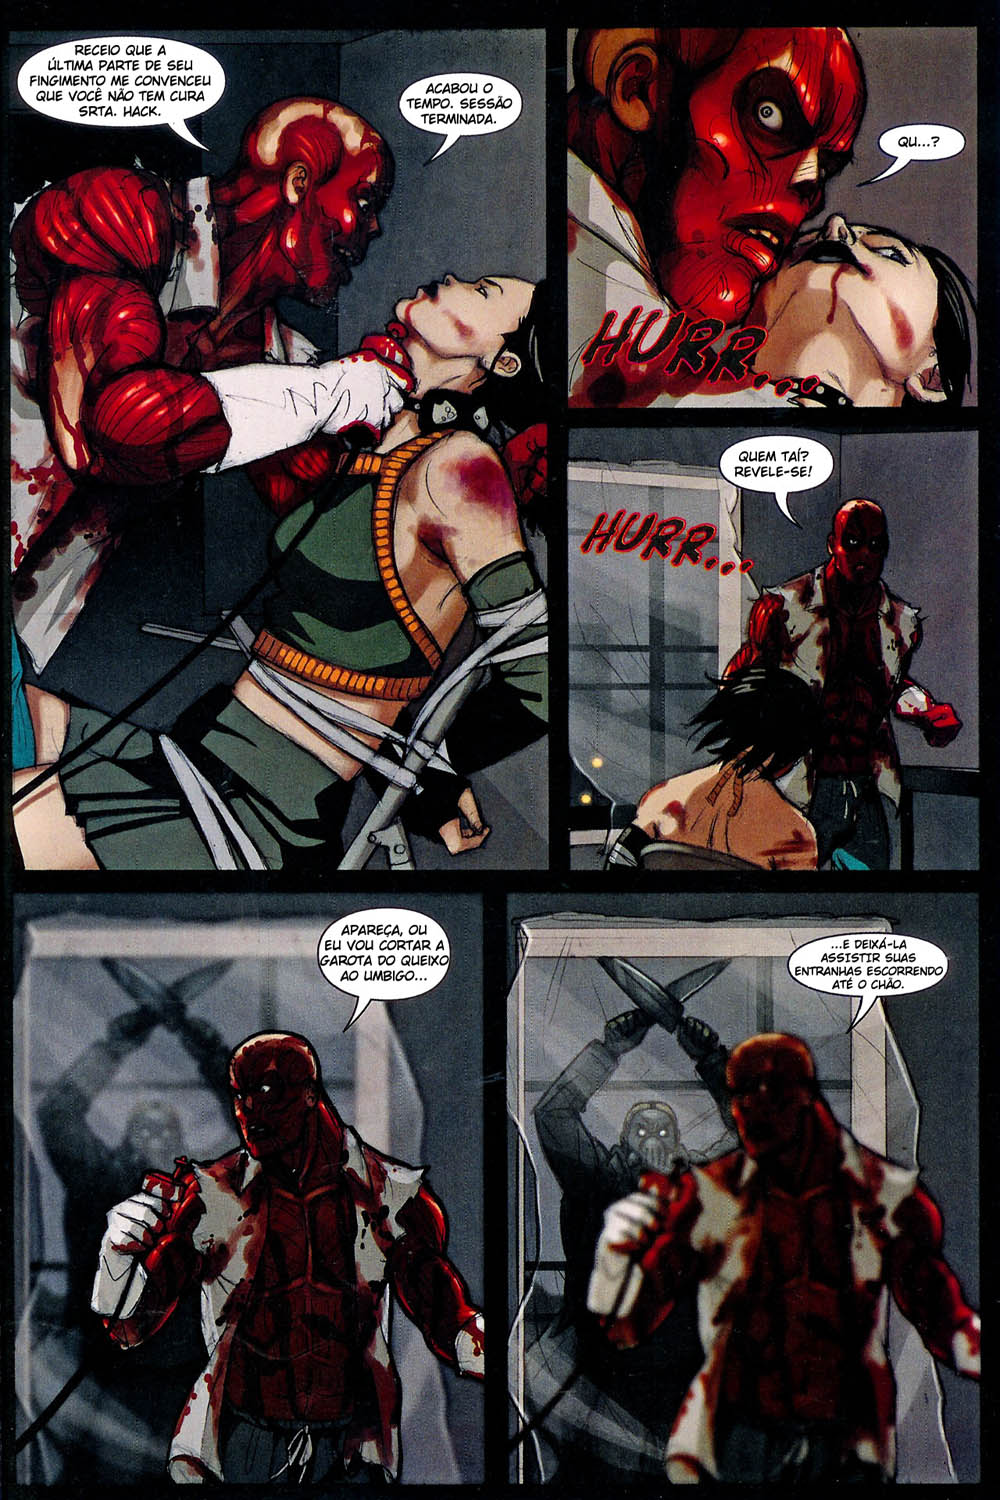 RECEIO QUE A
ÚLTIMA PARTE DE SEU
FINGIMENTO ME CONVENCEU
QUE VOCÊ NÃO TEM CURA
SRTA. HACK.
ACABOU O
TEMPO. SESSÃO
TERMINADA.
QU...?
HURR...
QUEM TAÍ?
REVELE-SE!
HURR...
APAREÇA, OU
EU VOU CORTAR A
GAROTA DO QUEIXO
AO UMBIGO...
...E DEIXÁ-LA
ASSISTIR SUAS
ENTRANHAS ESCORRENDO
ATÉ O CHÃO.